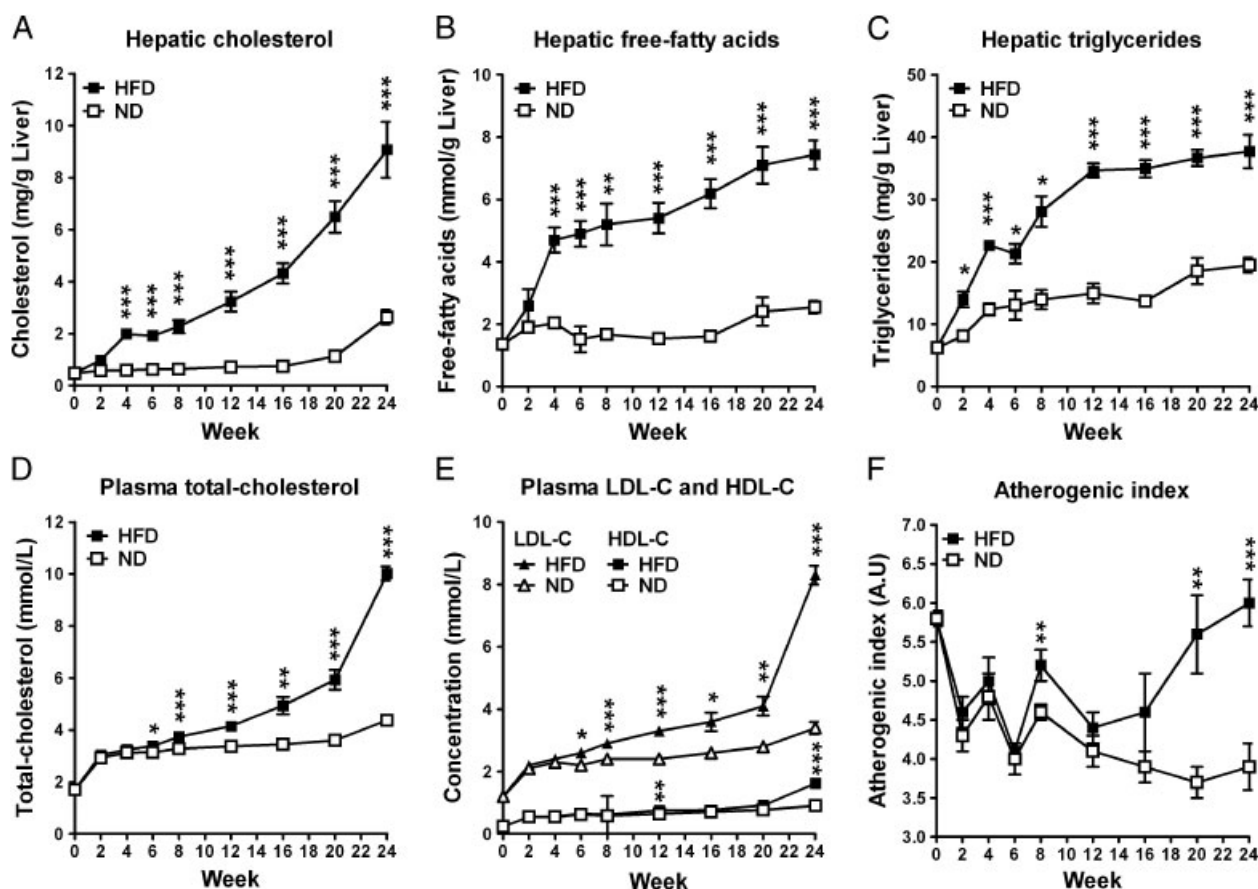 A
Hepatic cholesterol
Cholesterol (mg/g Liver)
12
10
8
6
4
2
0
HFD
ND
***
***
***
***
***
***
***
0 2 4 6 8 10 12 14 16 18 20 22 24
Week
B
Hepatic free-fatty acids
Free-fatty acids (mmol/g Liver)
10
8
6
4
2
0
HFD
ND
***
***
**
***
***
***
***
0 2 4 6 8 10 12 14 16 18 20 22 24
Week
C
Hepatic triglycerides
Triglycerides (mg/g Liver)
50
40
30
20
10
0
HFD
ND
*
***
*
*
***
***
***
***
0 2 4 6 8 10 12 14 16 18 20 22 24
Week
D
Plasma total-cholesterol
Total-cholesterol (mmol/L)
12
10
8
6
4
2
0
HFD
ND
*
***
***
**
***
***
0 2 4 6 8 10 12 14 16 18 20 22 24
Week
E
Plasma LDL-C and HDL-C
Concentration (mmol/L)
10
8
6
4
2
0
LDL-C HDL-C
HFD HFD
ND ND
*
***
***
*
**
***
**
***
0 2 4 6 8 10 12 14 16 18 20 22 24
Week
F
Atherogenic index
Atherogenic index (A.U)
7.0
6.5
6.0
5.5
5.0
4.5
4.0
3.5
3.0
HFD
ND
**
**
***
0 2 4 6 8 10 12 14 16 18 20 22 24
Week